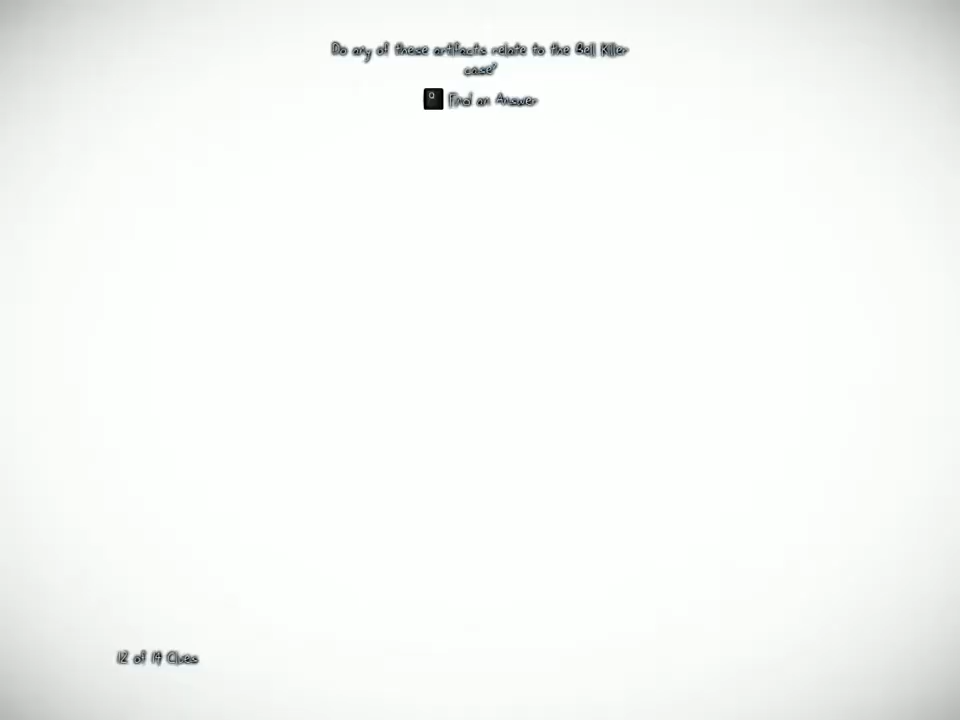 Do any of these artifacts relate to the Bell Killer
case?
Q Find an Answer
12 of 14 Clues